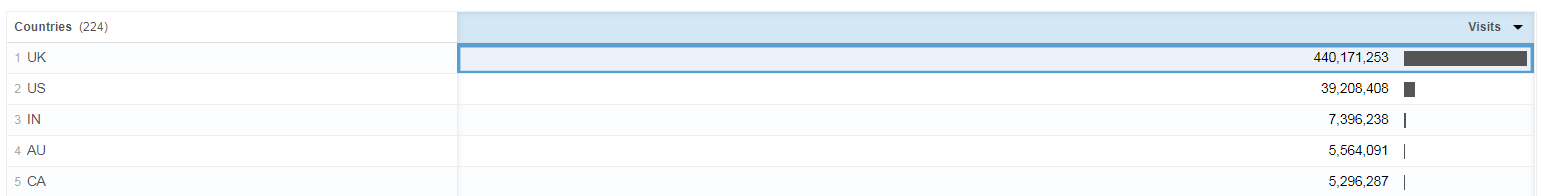 Countries (224) Visits
1 UK 440,171,253
2 US 39,208,408
3 IN 7,396,238
4 AU 5,564,091
5 CA 5,296,287